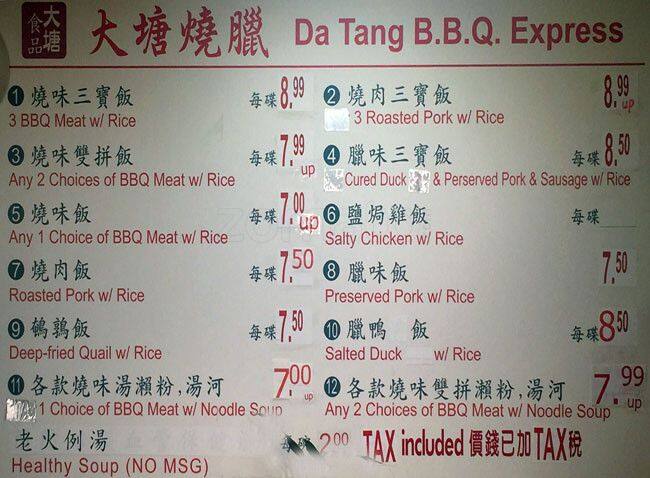 大塘食品 大塘燒臘 Da Tang B.B.Q. Express
1 燒味三寶飯 每碟 8.99
3 BBQ Meat w/ Rice
2 燒肉三寶飯 8.99 up
3 Roasted Pork w/ Rice
3 燒味雙拼飯 每碟 7.99 up
Any 2 Choices of BBQ Meat w/ Rice
4 臘味三寶飯 每碟 8.50
Cured Duck & Perserved Pork & Sausage w/ Rice
5 燒味飯 每碟 7.00 up
Any 1 Choice of BBQ Meat w/ Rice
6 鹽焗雞飯 每碟
Salty Chicken w/ Rice
7 燒肉飯 每碟 7.50
Roasted Pork w/ Rice
8 臘味飯 7.50
Preserved Pork w/ Rice
9 鵪鶉飯 每碟 7.50
Deep-fried Quail w/ Rice
10 臘鴨 飯 每碟 8.50
Salted Duck w/ Rice
11 各款燒味湯瀨粉,湯河 7.00 up
1 Choice of BBQ Meat w/ Noodle Soup
12 各款燒味雙拼瀨粉,湯河 7.99 up
Any 2 Choices of BBQ Meat w/ Noodle Soup
老火例湯 每 2.00
Healthy Soup (NO MSG)
TAX included 價錢已加TAX稅